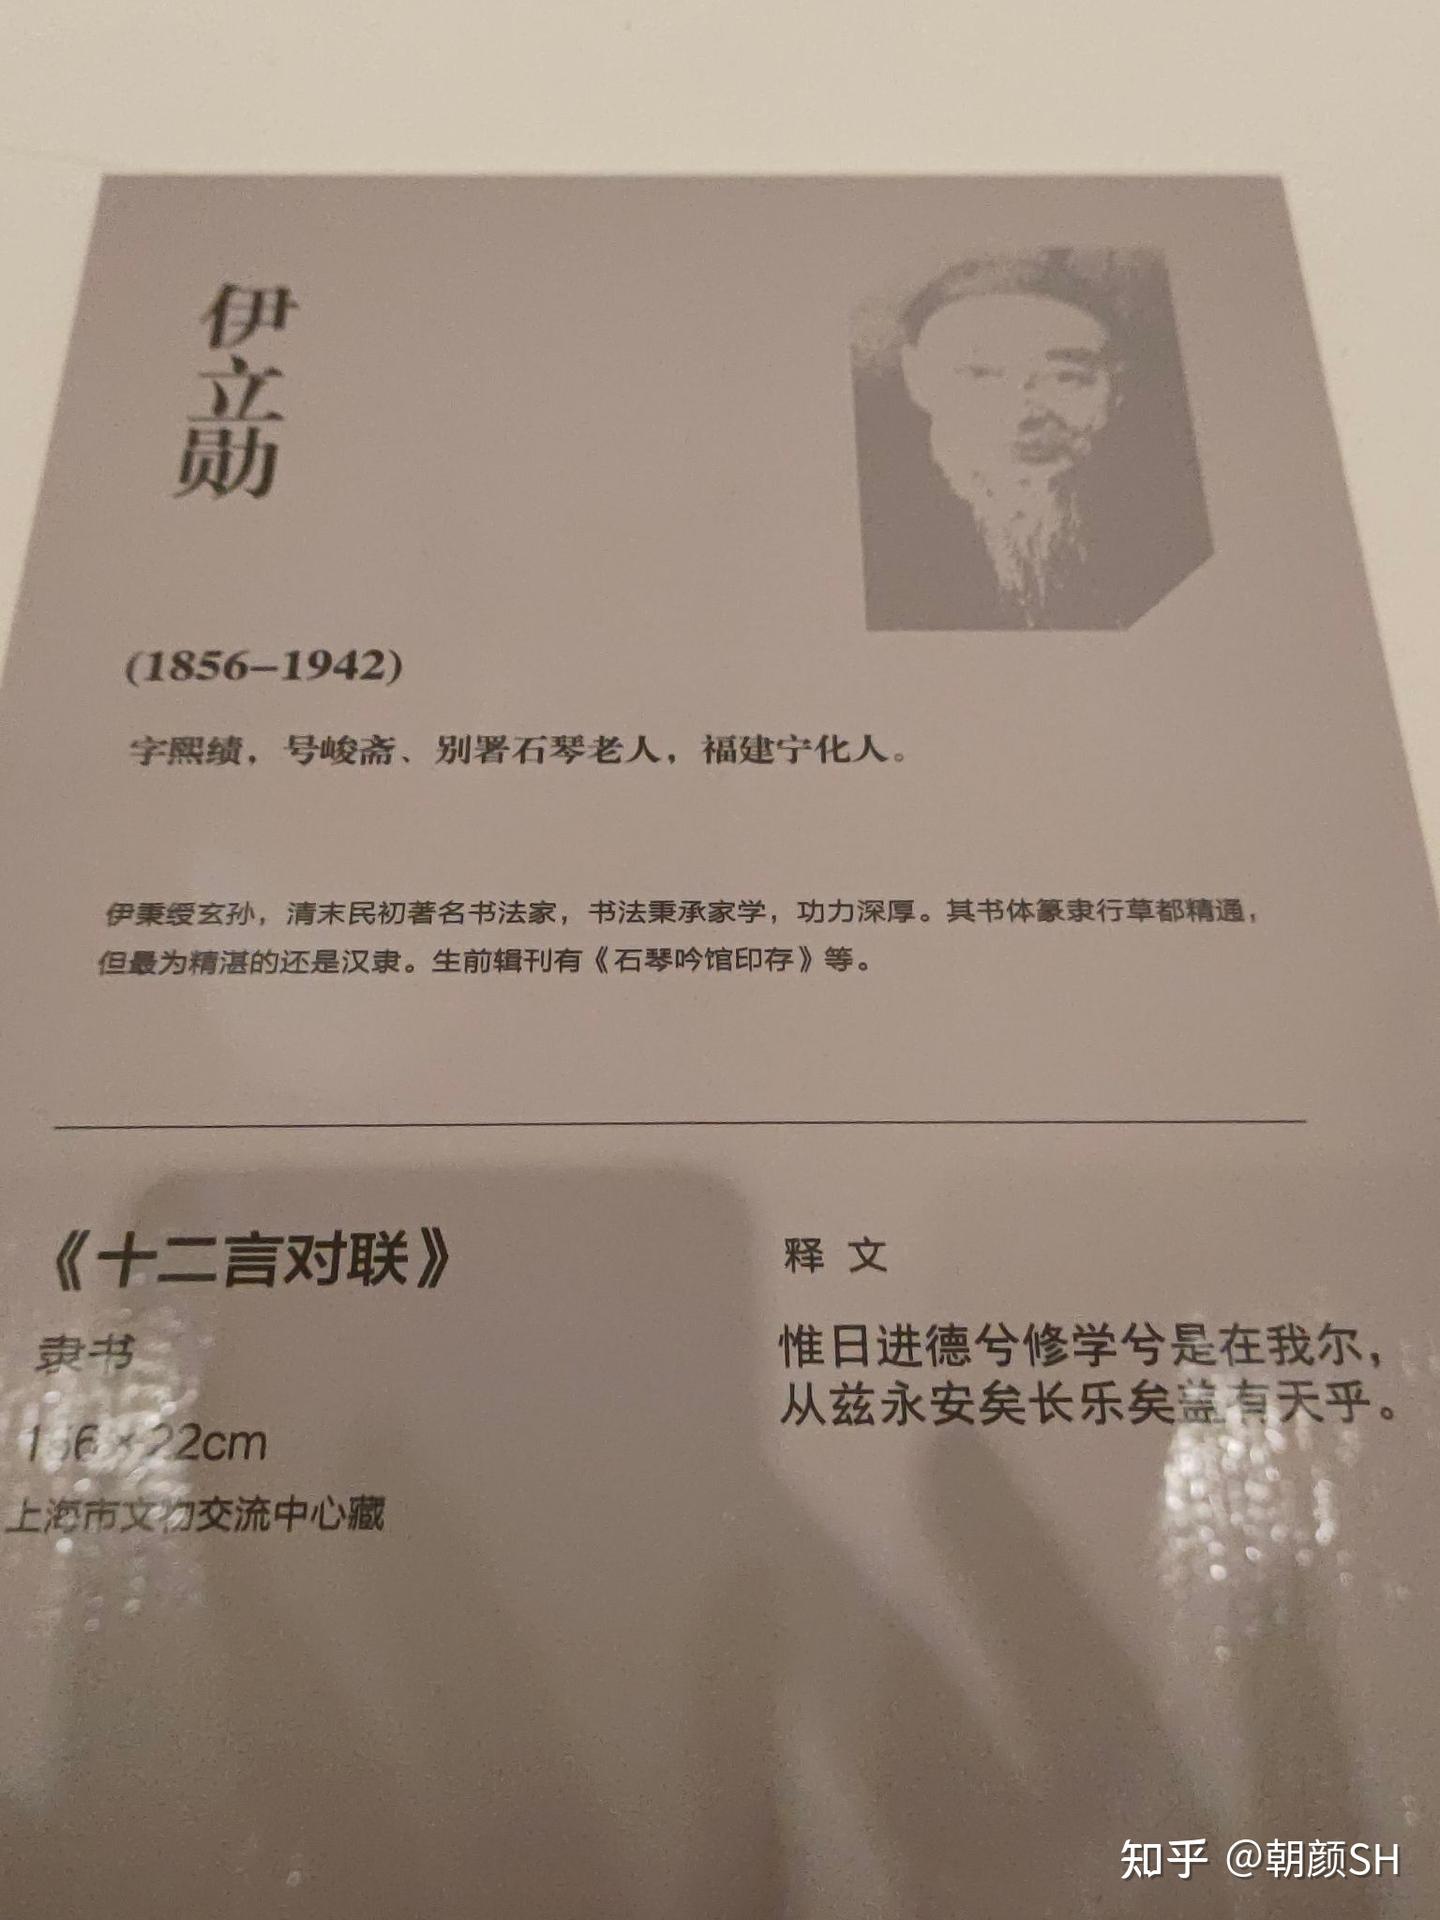 伊立勋
(1856–1942)
字熙绩，号峻斋、别署石琴老人，福建宁化人。
伊秉绶玄孙，清末民初著名书法家，书法秉承家学，功力深厚。其书体篆隶行草都精通，
但最为精湛的还是汉隶。生前辑刊有《石琴吟馆印存》等。
《十二言对联》
隶书
上海市文物交流中心藏
释文
惟日进德兮修学兮是在我尔，
从兹永安矣长乐矣盖有天乎。
知乎 @朝颜SH